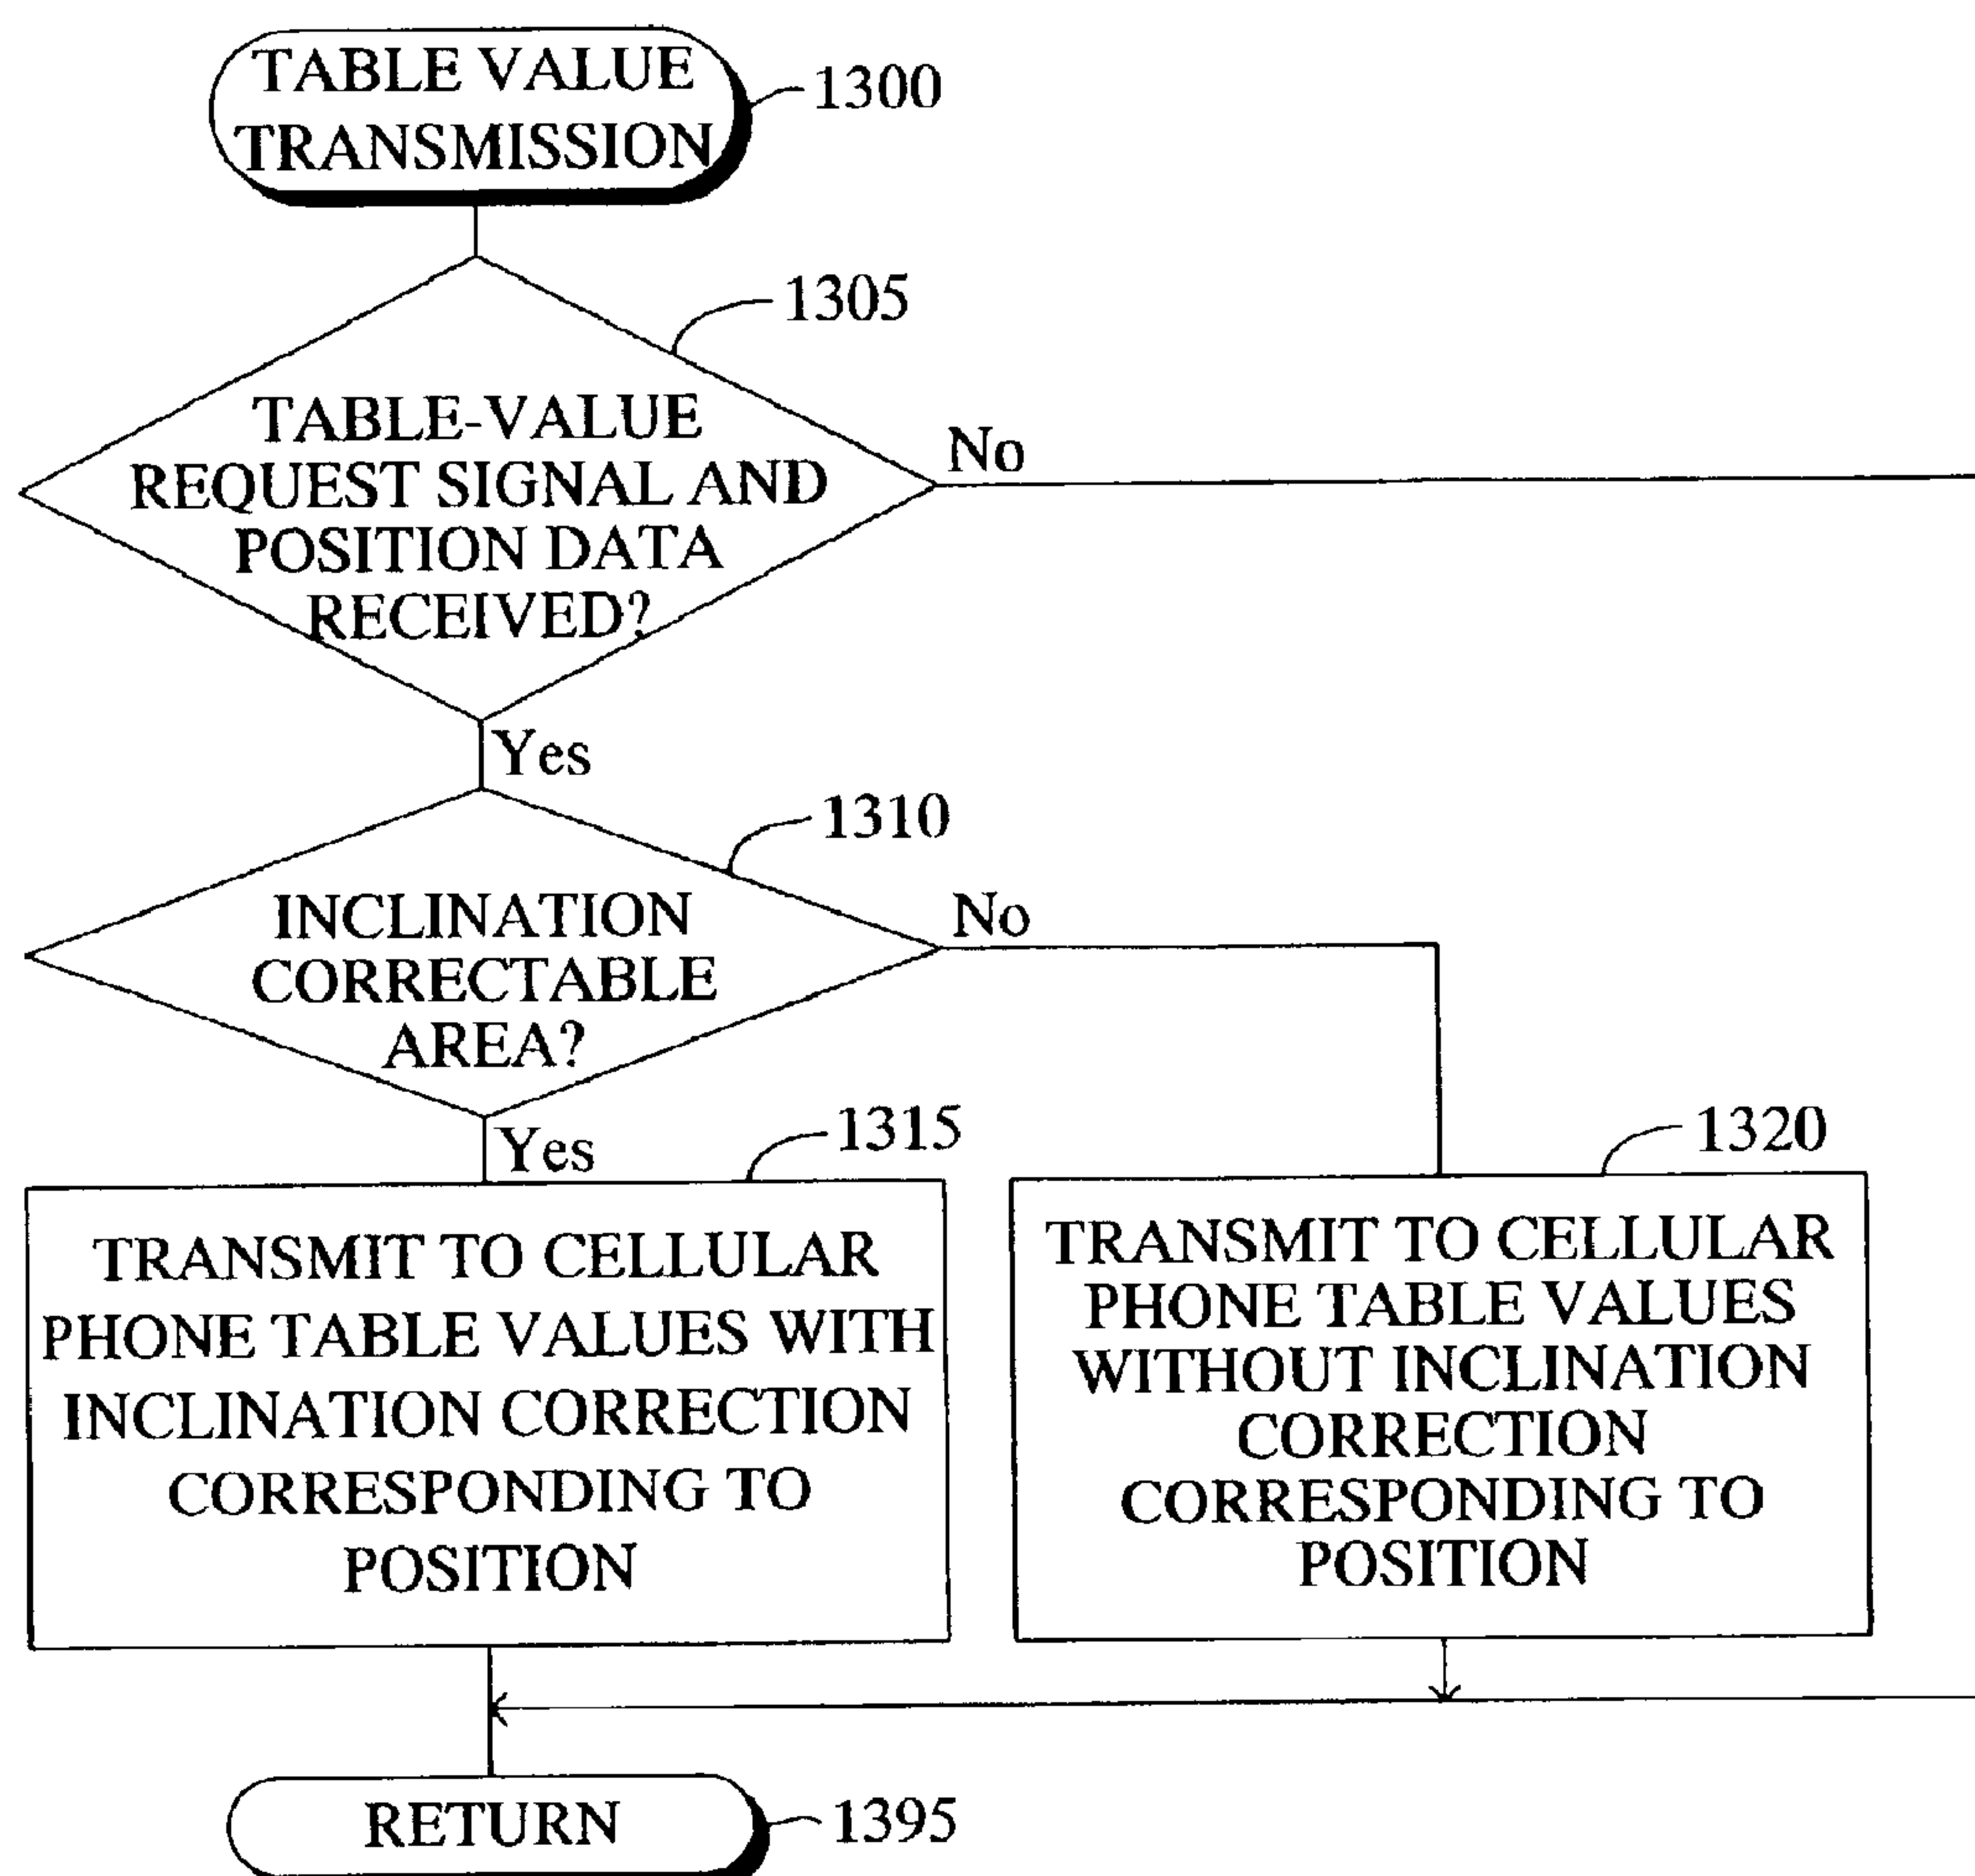 TABLE VALUE
TRANSMISSION
1300
1305
TABLE-VALUE
REQUEST SIGNAL AND
POSITION DATA
RECEIVED?
No
Yes
1310
INCLINATION
CORRECTABLE
AREA?
No
Yes
1315
TRANSMIT TO CELLULAR
PHONE TABLE VALUES WITH
INCLINATION CORRECTION
CORRESPONDING TO
POSITION
1320
TRANSMIT TO CELLULAR
PHONE TABLE VALUES
WITHOUT INCLINATION
CORRECTION
CORRESPONDING TO
POSITION
RETURN
1395